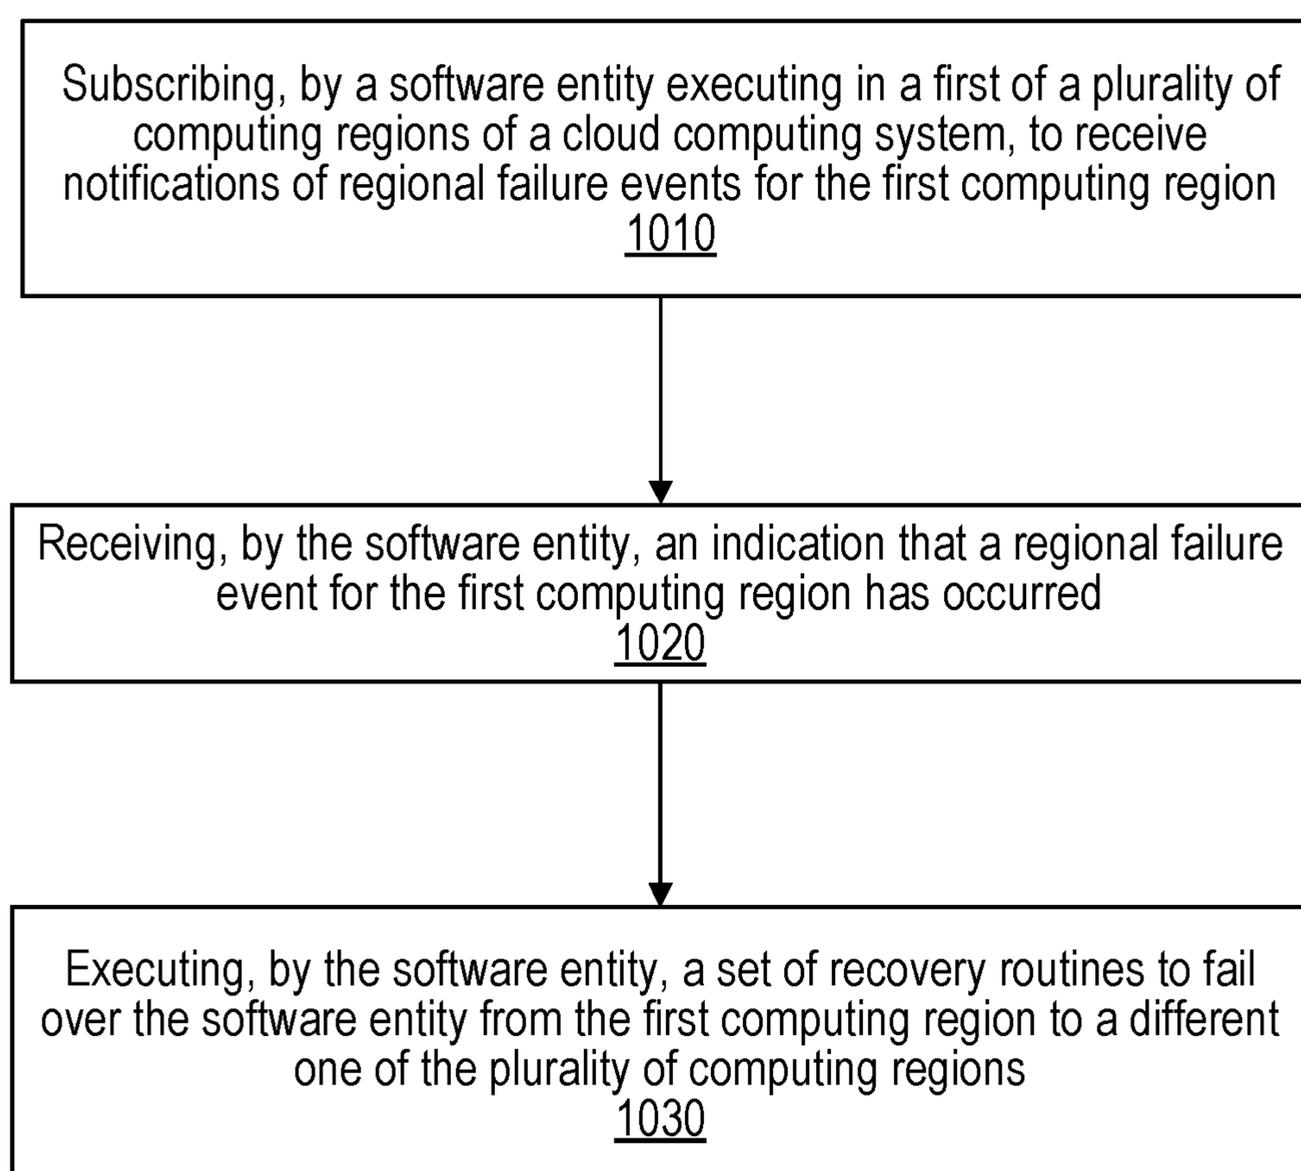 Subscribing, by a software entity executing in a first of a plurality of
computing regions of a cloud computing system, to receive
notifications of regional failure events for the first computing region
1010
Receiving, by the software entity, an indication that a regional failure
event for the first computing region has occurred
1020
Executing, by the software entity, a set of recovery routines to fail
over the software entity from the first computing region to a different
one of the plurality of computing regions
1030